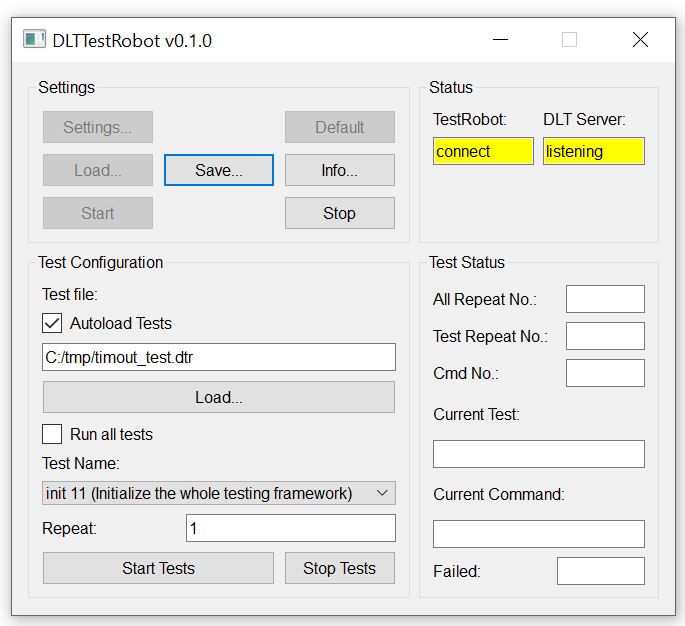 DLTTestRobot v0.1.0
Settings
Settings...
Default
Load...
Save...
Info...
Start
Stop
Status
TestRobot:
DLT Server:
connect
listening
Test Configuration
Test file:
Autoload Tests
C:/tmp/timout_test.dtr
Load...
Run all tests
Test Name:
init 11 (Initialize the whole testing framework)
Repeat:
1
Start Tests
Stop Tests
Test Status
All Repeat No.:
Test Repeat No.:
Cmd No.:
Current Test:
Current Command:
Failed: